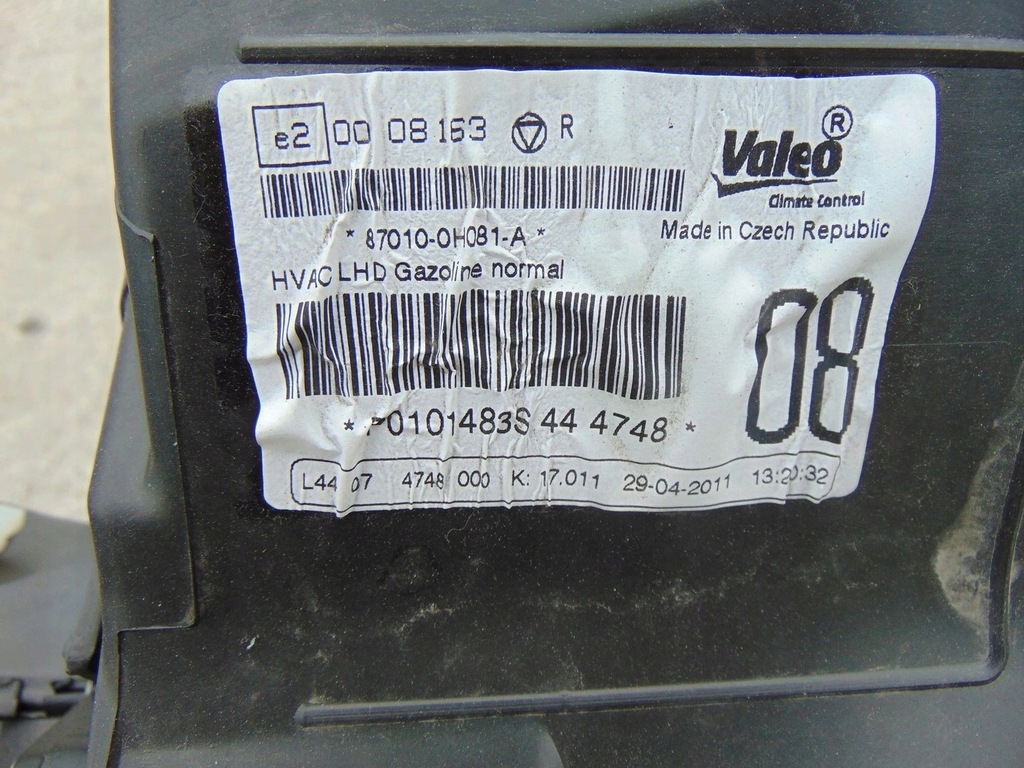 e2 00 08163 R
Valeo ®
Climate Control
Made in Czech Republic
* 87010-0H081-A *
HVAC LHD Gazoline normal
08
* P0101483S 44 4748 *
L44 07 4748 000 K: 17.011 29-04-2011 13:20:32